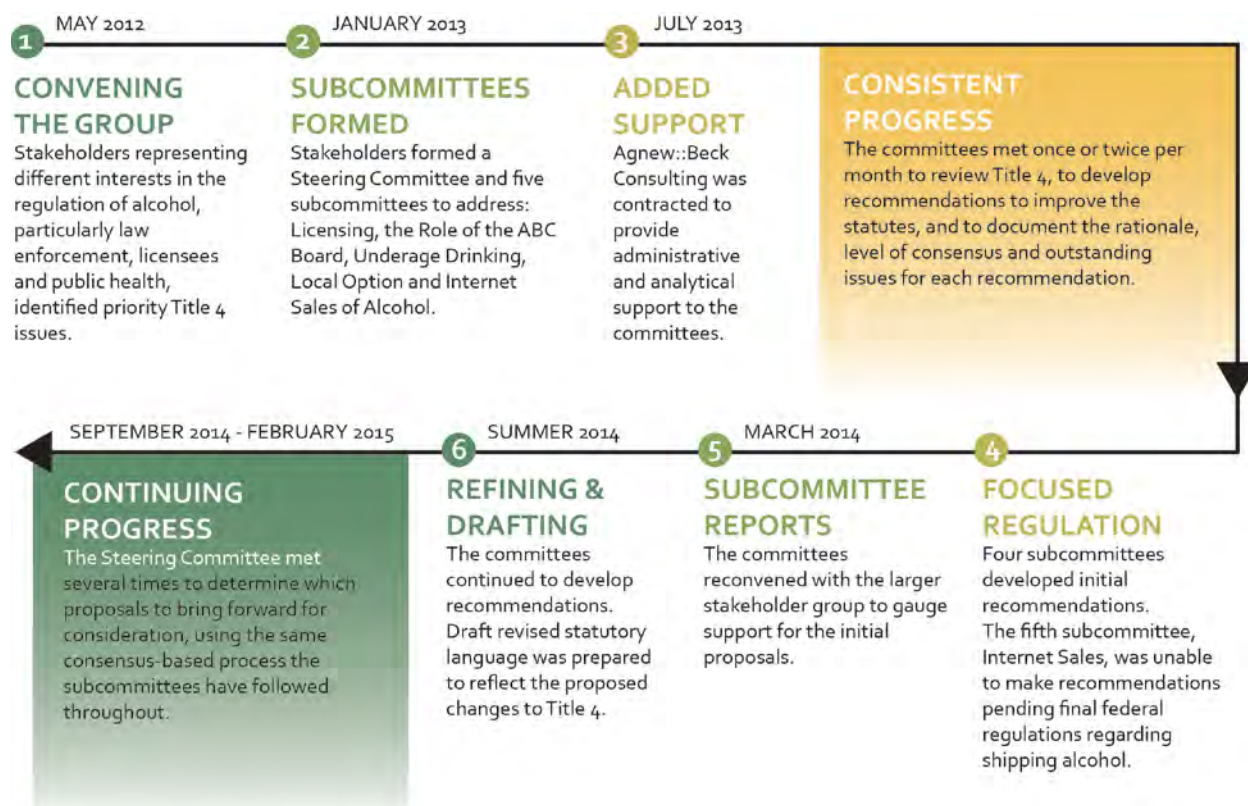 1 MAY 2012
CONVENING
THE GROUP
Stakeholders representing
different interests in the
regulation of alcohol,
particularly law
enforcement, licensees
and public health,
identified priority Title 4
issues.
2 JANUARY 2013
SUBCOMMITTEES
FORMED
Stakeholders formed a
Steering Committee and five
subcommittees to address:
Licensing, the Role of the ABC
Board, Underage Drinking,
Local Option and Internet
Sales of Alcohol.
3 JULY 2013
ADDED
SUPPORT
Agnew::Beck
Consulting was
contracted to
provide
administrative
and analytical
support to the
committees.
CONSISTENT
PROGRESS
The committees met once or twice per
month to review Title 4, to develop
recommendations to improve the
statutes, and to document the rationale,
level of consensus and outstanding
issues for each recommendation.
4
FOCUSED
REGULATION
Four subcommittees
developed initial
recommendations.
The fifth subcommittee,
Internet Sales, was unable
to make recommendations
pending final federal
regulations regarding
shipping alcohol.
5 MARCH 2014
SUBCOMMITTEE
REPORTS
The committees
reconvened with the larger
stakeholder group to gauge
support for the initial
proposals.
6 SUMMER 2014
REFINING &
DRAFTING
The committees
continued to develop
recommendations.
Draft revised statutory
language was prepared
to reflect the proposed
changes to Title 4.
SEPTEMBER 2014 - FEBRUARY 2015
CONTINUING
PROGRESS
The Steering Committee met
several times to determine which
proposals to bring forward for
consideration, using the same
consensus-based process the
subcommittees have followed
throughout.